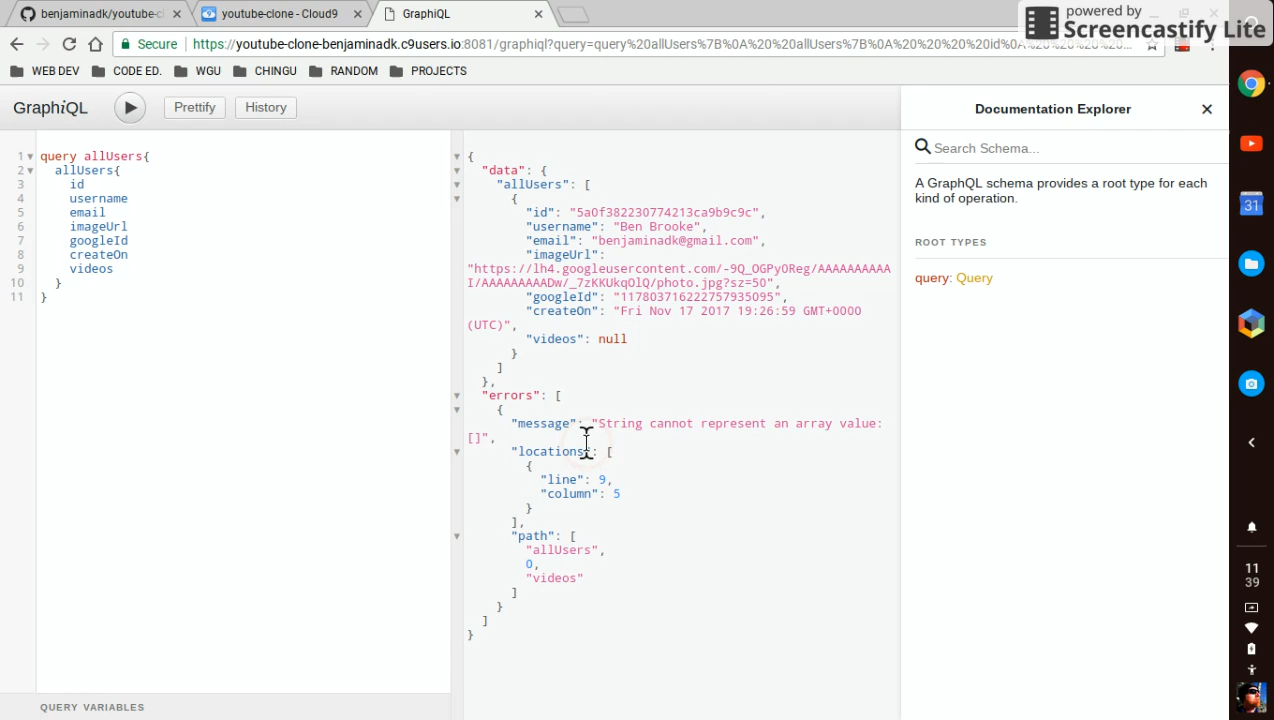 benjaminadk/youtube-c
youtube-clone - Cloud9
GraphiQL
powered by
Screencastify Lite
Secure
https://youtube-clone-benjaminadk.c9users.io:8081/graphiql?query=query%20allUsers%7B%0A%20%20allUsers%7B%0A%20%20%20%20id%0A%20%20%20%20
WEB DEV
CODE ED.
WGU
CHINGU
RANDOM
PROJECTS
GraphiQL
Prettify
History
Documentation Explorer
Search Schema...
A GraphQL schema provides a root type for each
kind of operation.
ROOT TYPES
query: Query
1 query allUsers{
2 allUsers{
3 id
4 username
5 email
6 imageUrl
7 googleId
8 createOn
9 videos
10 }
11 }
QUERY VARIABLES
{
"data": {
"allUsers": [
{
"id": "5a0f382230774213ca9b9c9c",
"username": "Ben Brooke",
"email": "benjaminadk@gmail.com",
"imageUrl":
"https://lh4.googleusercontent.com/-9Q_OGPyOReg/AAAAAAAAAA
I/AAAAAAAAADw/_7zKKUkqOlQ/photo.jpg?sz=50",
"googleId": "117803716222757935095",
"createOn": "Fri Nov 17 2017 19:26:59 GMT+0000
(UTC)",
"videos": null
}
]
},
"errors": [
{
"message": "String cannot represent an array value:
[]",
"locations": [
{
"line": 9,
"column": 5
}
],
"path": [
"allUsers",
0,
"videos"
]
}
]
}
31
11
39